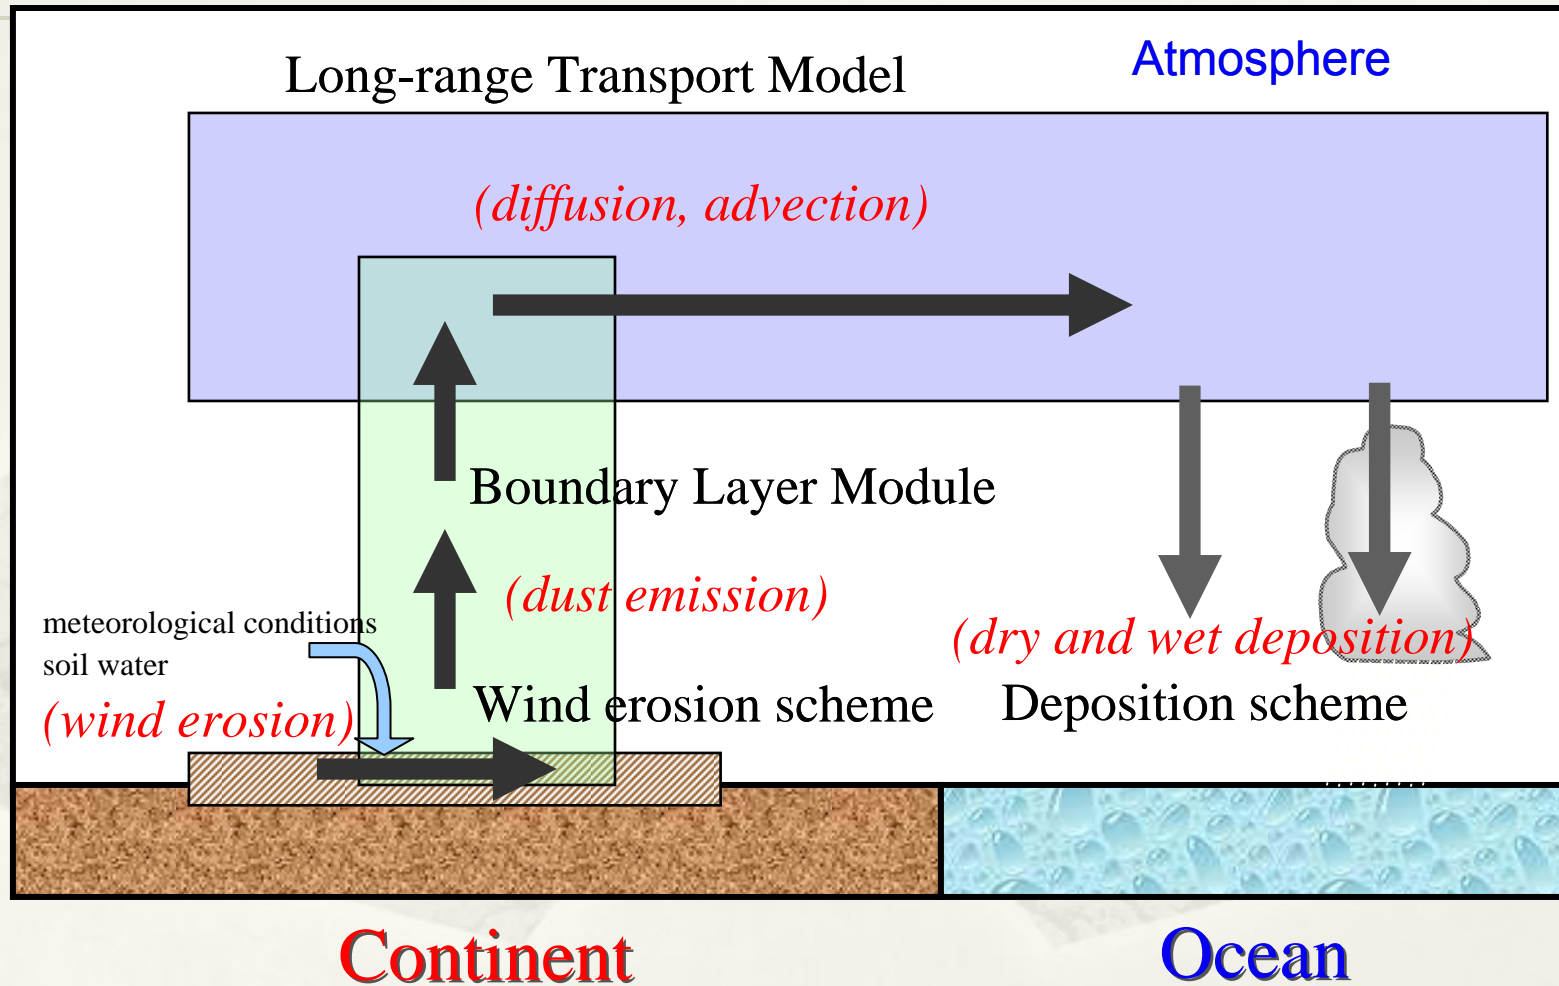 Long-range Transport Model
Atmosphere
(diffusion, advection)
Boundary Layer Module
(dust emission)
meteorological conditions
soil water
(wind erosion)
(dry and wet deposition)
Wind erosion scheme
Deposition scheme
Continent
Ocean